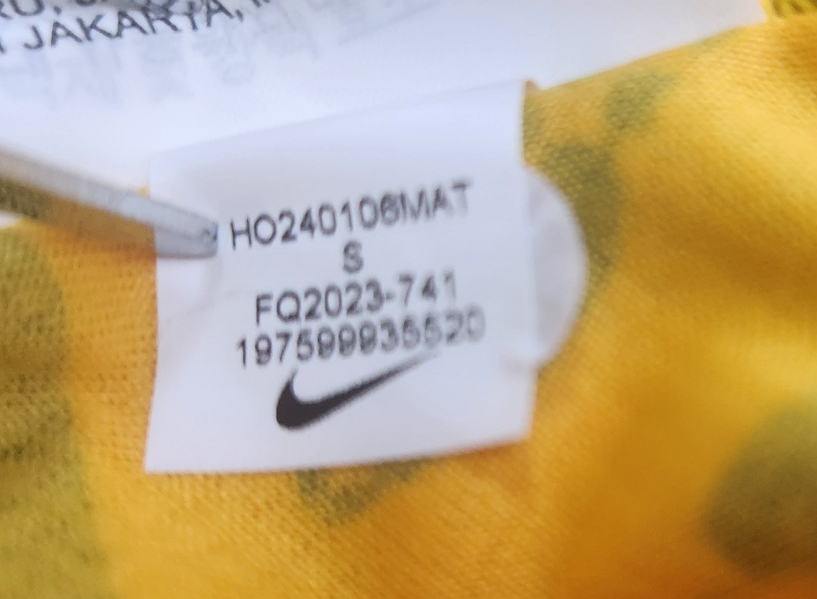 JAKARTA,
HO240106MAT
S
FQ2023-741
197599935520